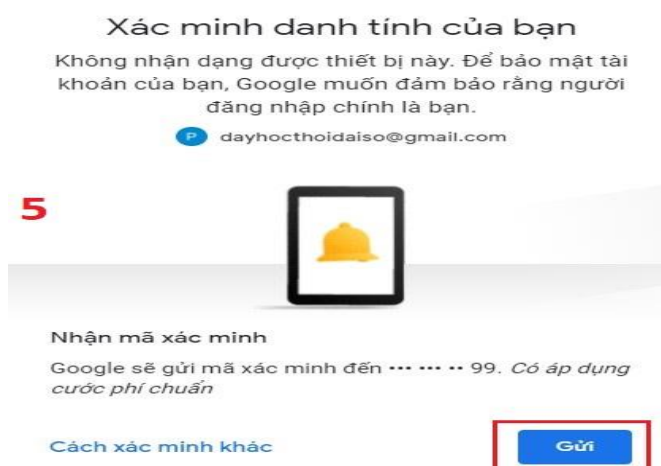 Xác minh danh tính của bạn
Không nhận dạng được thiết bị này. Để bảo mật tài
khoản của bạn, Google muốn đảm bảo rằng người
đăng nhập chính là bạn.
P dayhocthoidaiso@gmail.com
5
Nhận mã xác minh
Google sẽ gửi mã xác minh đến ••• ••• •• 99. Có áp dụng
cước phí chuẩn
Cách xác minh khác
Gửi